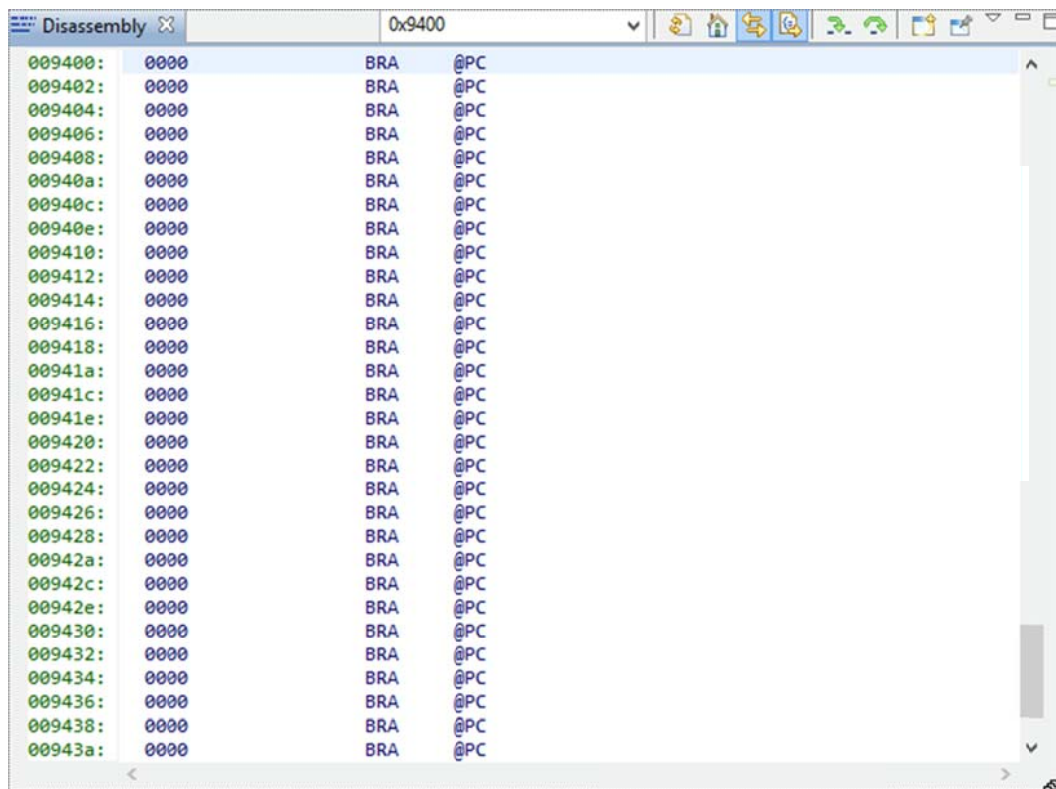 Disassembly 0x9400
009400: 0000 BRA @PC
009402: 0000 BRA @PC
009404: 0000 BRA @PC
009406: 0000 BRA @PC
009408: 0000 BRA @PC
00940a: 0000 BRA @PC
00940c: 0000 BRA @PC
00940e: 0000 BRA @PC
009410: 0000 BRA @PC
009412: 0000 BRA @PC
009414: 0000 BRA @PC
009416: 0000 BRA @PC
009418: 0000 BRA @PC
00941a: 0000 BRA @PC
00941c: 0000 BRA @PC
00941e: 0000 BRA @PC
009420: 0000 BRA @PC
009422: 0000 BRA @PC
009424: 0000 BRA @PC
009426: 0000 BRA @PC
009428: 0000 BRA @PC
00942a: 0000 BRA @PC
00942c: 0000 BRA @PC
00942e: 0000 BRA @PC
009430: 0000 BRA @PC
009432: 0000 BRA @PC
009434: 0000 BRA @PC
009436: 0000 BRA @PC
009438: 0000 BRA @PC
00943a: 0000 BRA @PC